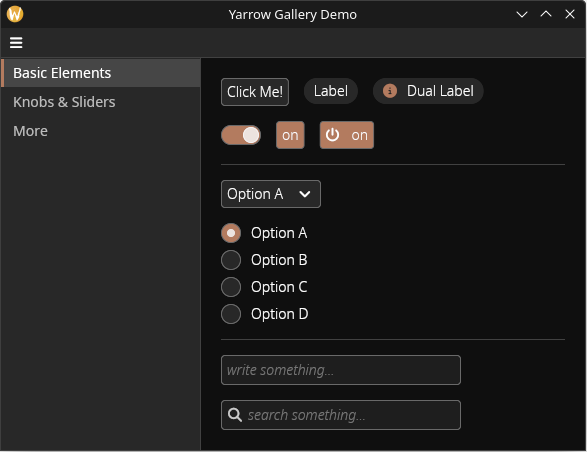 Yarrow Gallery Demo
Basic Elements
Knobs & Sliders
More
Click Me! Label Dual Label
on on
Option A
Option A
Option B
Option C
Option D
write something...
search something...